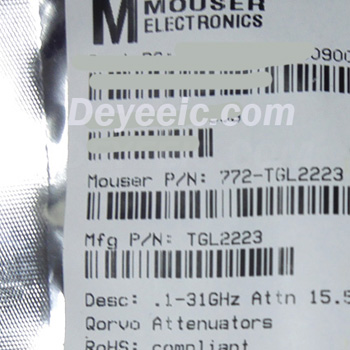 M MOUSER
ELECTRONICS
Deyeeic.com
Mouser P/N: 772-TGL2223
Mfg P/N: TGL2223
Desc: .1-31GHz Attn 15.5
Qorvo Attenuators
RoHS: compliant